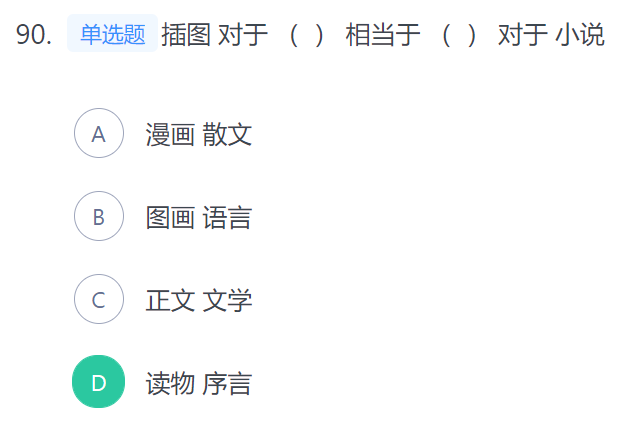 90. 单选题 插图 对于 （ ） 相当于 （ ） 对于 小说
A 漫画 散文
B 图画 语言
C 正文 文学
D 读物 序言